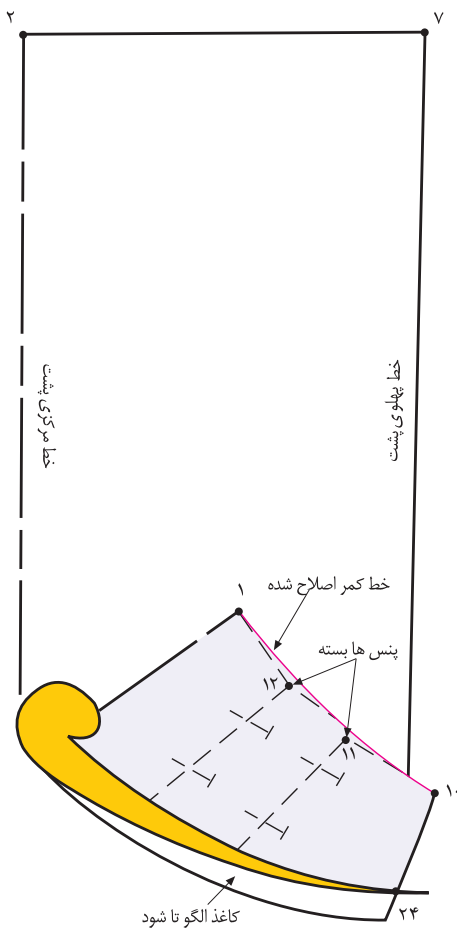 ۲
۷
خط مرکزی پشت
خط پهلوی پشت
خط کمر اصلاح شده
۱
پنس ها بسته
۱۲
۱۱
۱۰
۲۴
کاغذ الگو تا شود